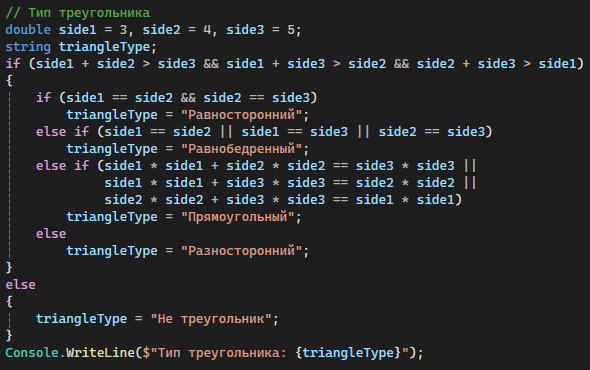 // Тип треугольника
double side1 = 3, side2 = 4, side3 = 5;
string triangleType;
if (side1 + side2 > side3 && side1 + side3 > side2 && side2 + side3 > side1)
{
    if (side1 == side2 && side2 == side3)
        triangleType = "Разносторонний";
    else if (side1 == side2 || side1 == side3 || side2 == side3)
        triangleType = "Равнобедренный";
    else if (side1 * side1 + side2 * side2 == side3 * side3 ||
             side1 * side1 + side3 * side3 == side2 * side2 ||
             side2 * side2 + side3 * side3 == side1 * side1)
        triangleType = "Прямоугольный";
    else
        triangleType = "Разносторонний";
}
else
{
    triangleType = "Не треугольник";
}
Console.WriteLine($"Тип треугольника: {triangleType}");